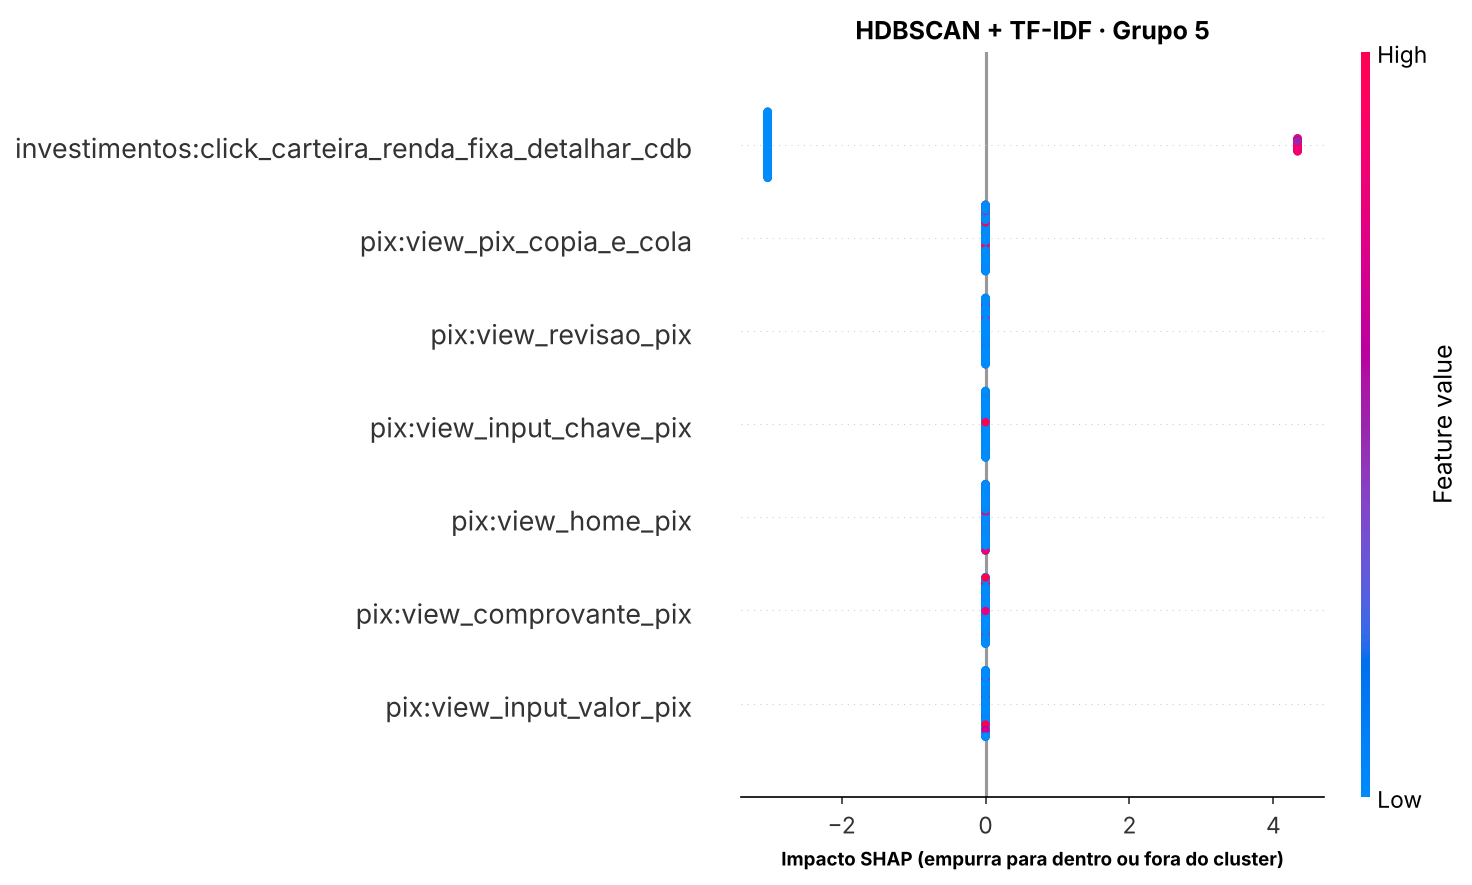 HDBSCAN + TF-IDF · Grupo 5
High
investimentos:click_carteira_renda_fixa_detalhar_cdb
pix:view_pix_copia_e_cola
pix:view_revisao_pix
pix:view_input_chave_pix
pix:view_home_pix
pix:view_comprovante_pix
pix:view_input_valor_pix
Feature value
Low
−2
0
2
4
Impacto SHAP (empurra para dentro ou fora do cluster)